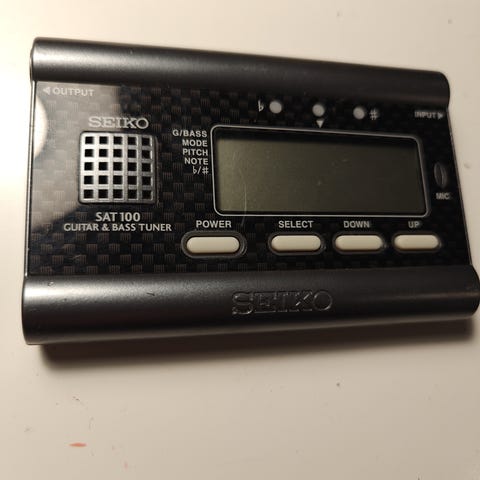 ◀OUTPUT
♭ ♯
INPUT▶
SEIKO
G/BASS
MODE
PITCH
NOTE
♭/♯
MIC
SAT 100
GUITAR & BASS TUNER
POWER
SELECT
DOWN
UP
SEIKO